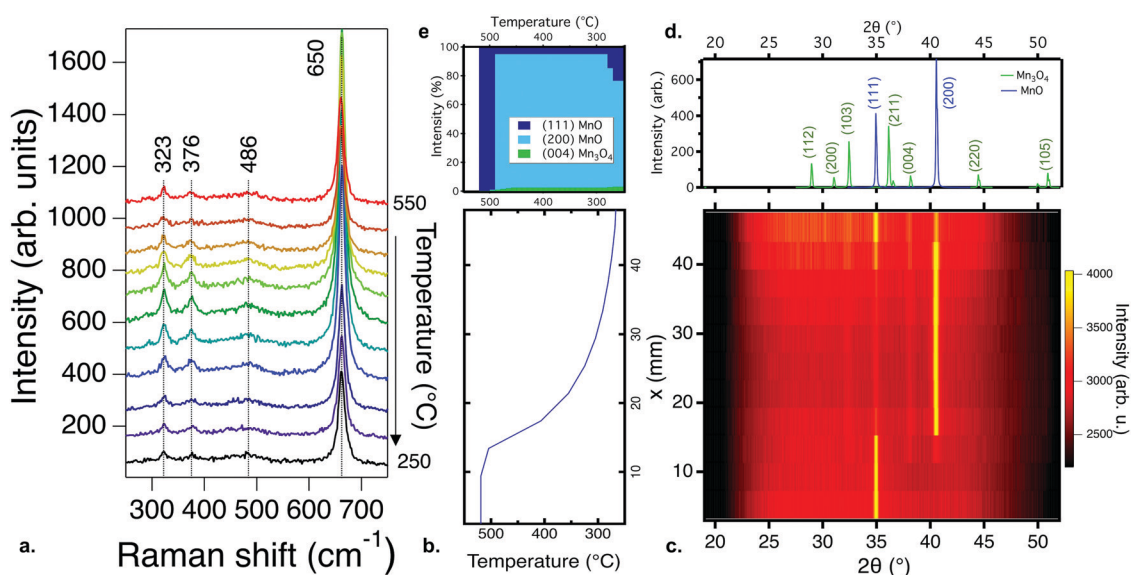 1600
1400
1200
1000
800
600
400
200
Intensity (arb. units)
323
376
486
650
550
Temperature (°C)
250
300 400 500 600 700
Raman shift (cm-1)
a.
e
Temperature (°C)
500 400 300
100
80
60
40
20
0
Intensity (%)
(111) MnO
(200) MnO
(004) Mn3O4
500 400 300
40
30
20
10
x (mm)
500 400 300
Temperature (°C)
b.
d.
2θ (°)
20 25 30 35 40 45 50
600
400
200
0
Intensity (arb.)
(112)
(200)
(103)
(111)
(211)
(004)
(200)
(220)
(105)
Mn3O4
MnO
40
30
20
10
x (mm)
20 25 30 35 40 45 50
2θ (°)
c.
4000
3500
3000
2500
Intensity (arb. u.)